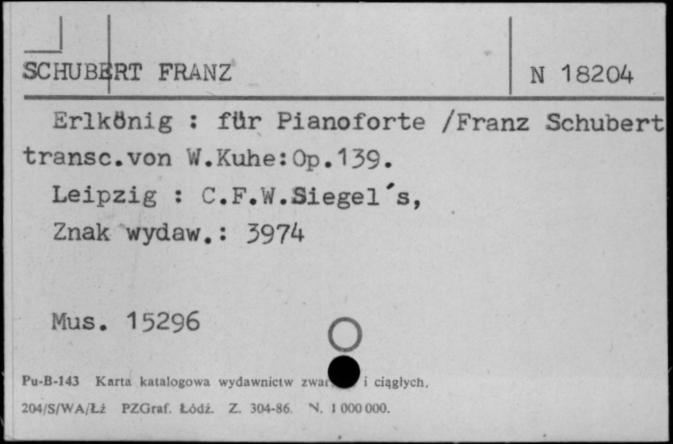 SCHUBERT FRANZ N 18204
Erlkönig : für Pianoforte /Franz Schubert
transc.von W.Kuhe:Op.139.
Leipzig : C.F.W.Siegel´s,
Znak wydaw.: 3974
Mus. 15296
Pu-B-143 Karta katalogowa wydawnictw i ciągłych.
204/S/WA/Łż PZGraf. Łódź. Z. 304-86. N. 1 000 000.